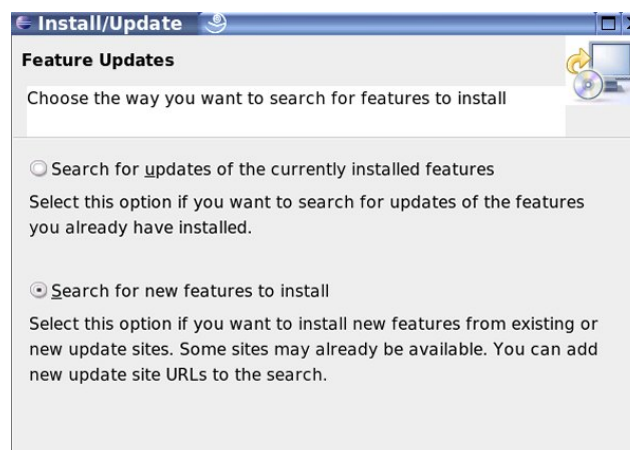 Install/Update
Feature Updates
Choose the way you want to search for features to install
Search for updates of the currently installed features
Select this option if you want to search for updates of the features
you already have installed.
Search for new features to install
Select this option if you want to install new features from existing or
new update sites. Some sites may already be available. You can add
new update site URLs to the search.